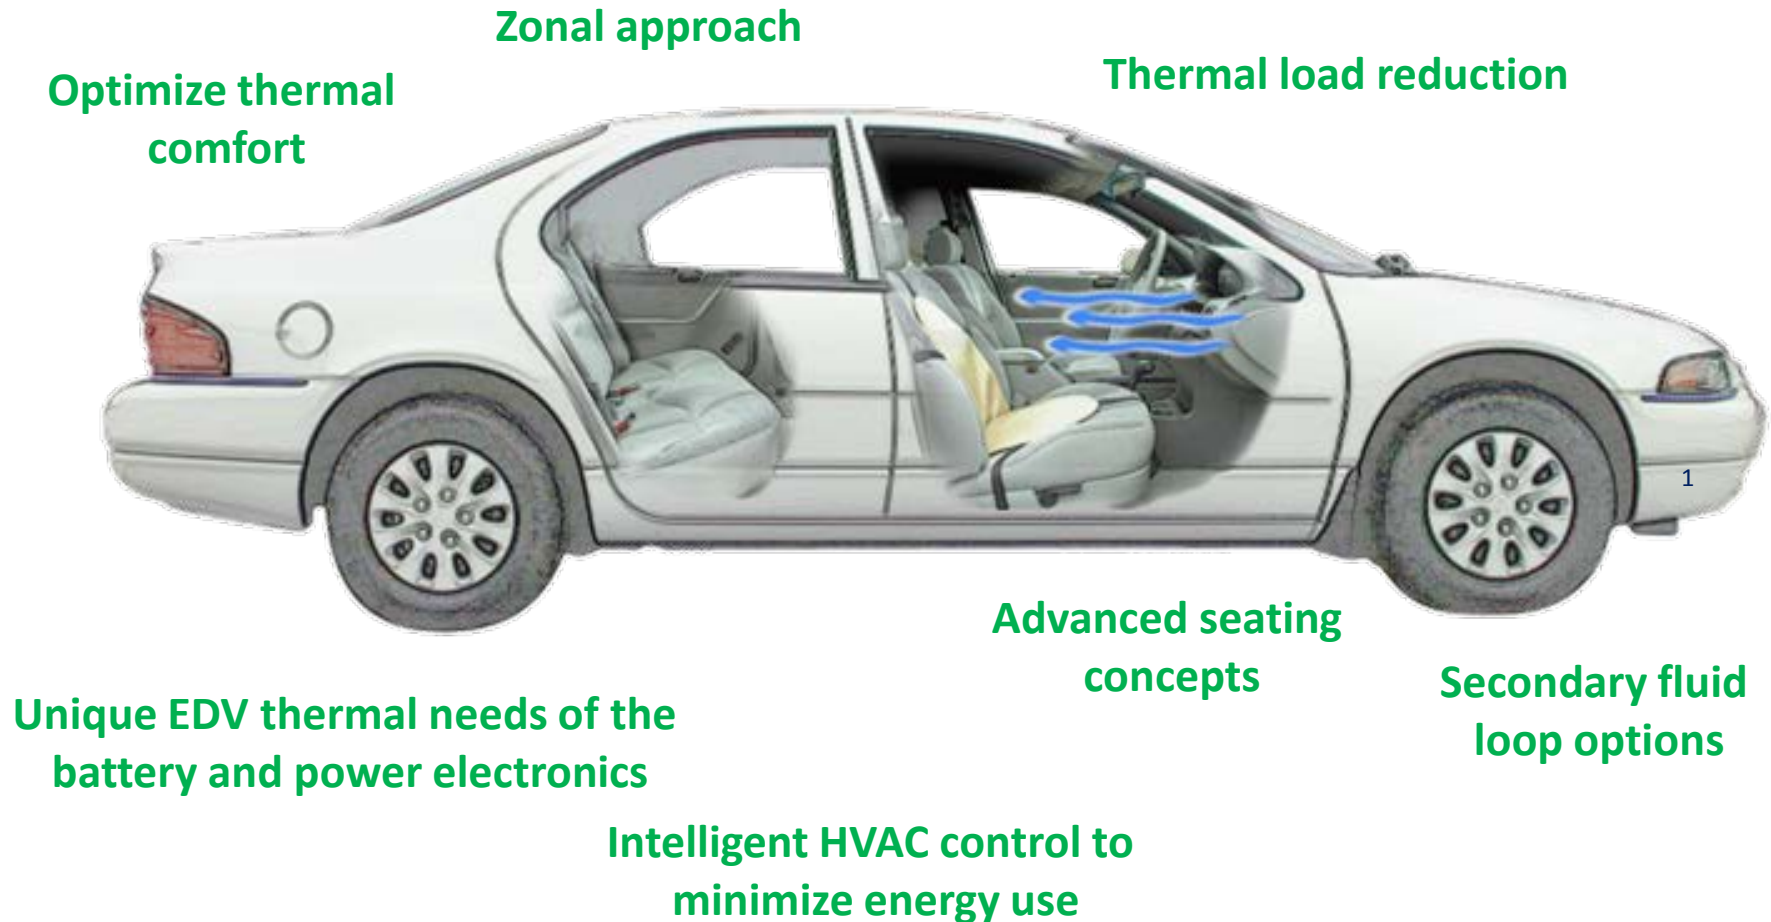 Zonal approach
Thermal load reduction
Optimize thermal
comfort
1
Advanced seating
concepts
Secondary fluid
loop options
Unique EDV thermal needs of the
battery and power electronics
Intelligent HVAC control to
minimize energy use